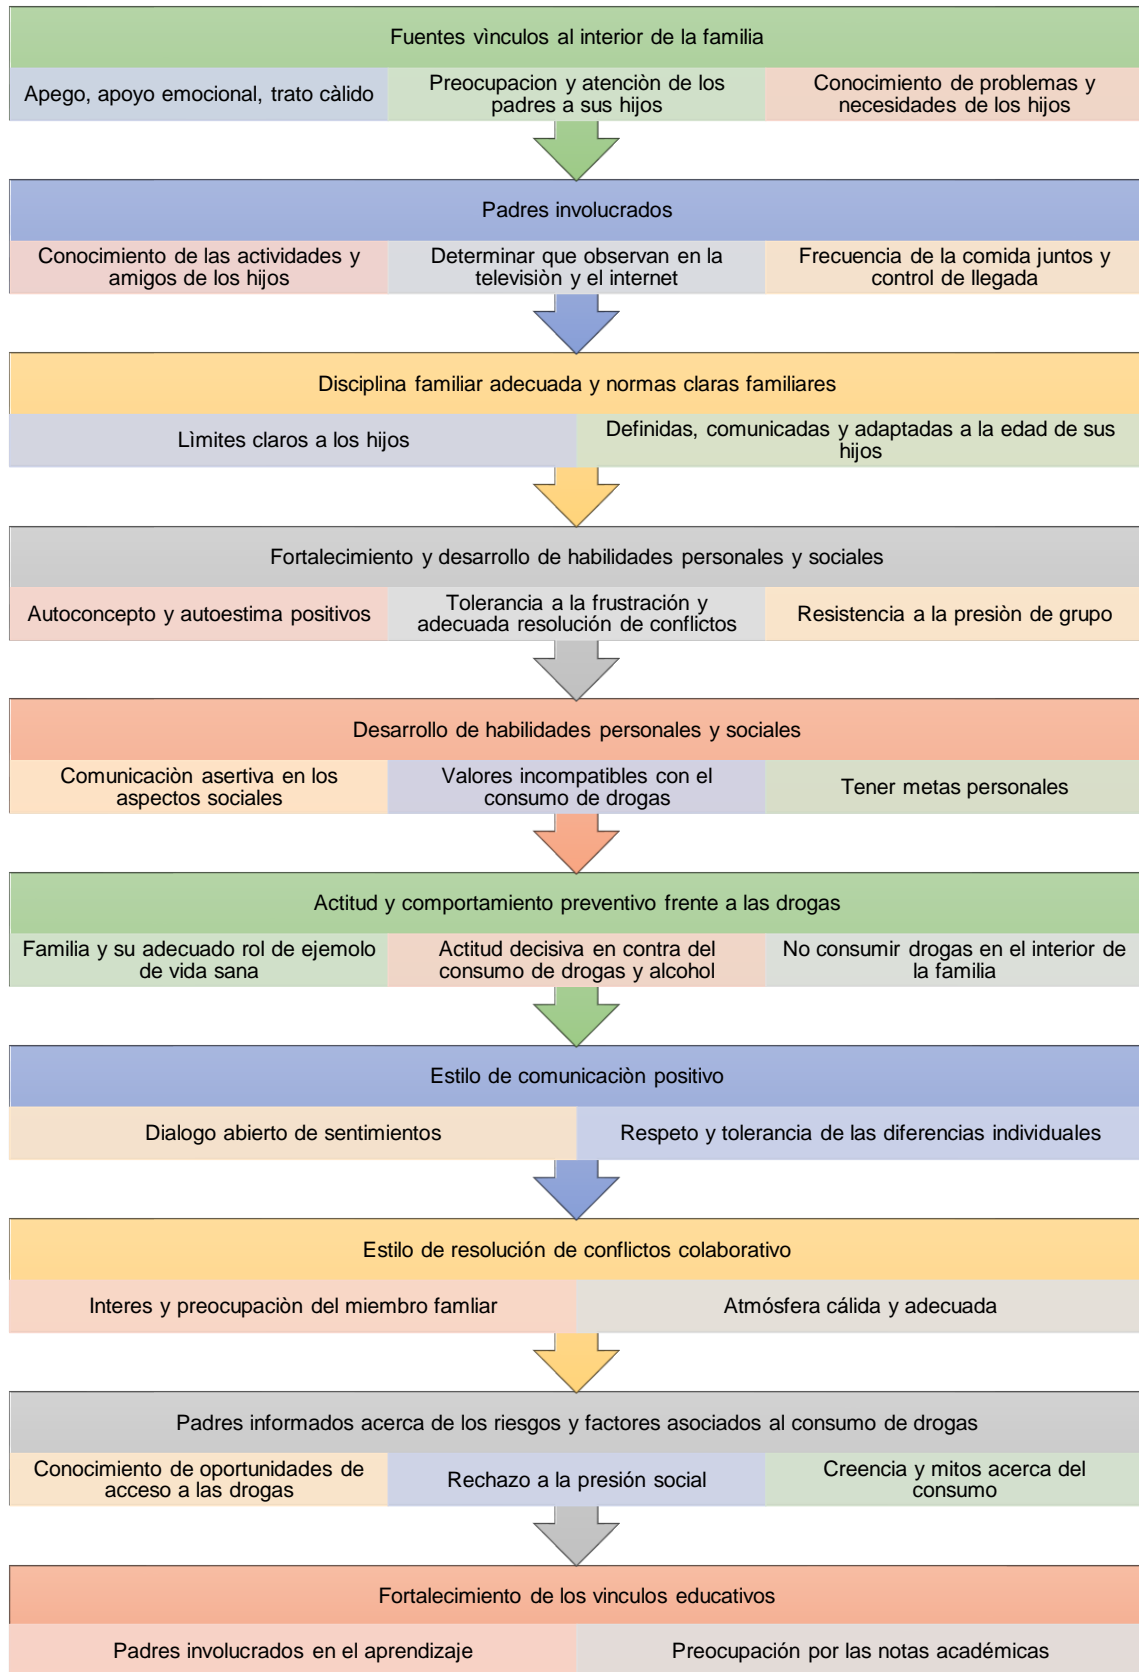 Fuentes vìnculos al interior de la familia
Apego, apoyo emocional, trato càlido
Preocupacion y atenciòn de los
padres a sus hijos
Conocimiento de problemas y
necesidades de los hijos
Padres involucrados
Conocimiento de las actividades y
amigos de los hijos
Determinar que observan en la
televisiòn y el internet
Frecuencia de la comida juntos y
control de llegada
Disciplina familiar adecuada y normas claras familiares
Lìmites claros a los hijos
Definidas, comunicadas y adaptadas a la edad de sus
hijos
Fortalecimiento y desarrollo de habilidades personales y sociales
Autoconcepto y autoestima positivos
Tolerancia a la frustración y
adecuada resolución de conflictos
Resistencia a la presiòn de grupo
Desarrollo de habilidades personales y sociales
Comunicaciòn asertiva en los
aspectos sociales
Valores incompatibles con el
consumo de drogas
Tener metas personales
Actitud y comportamiento preventivo frente a las drogas
Familia y su adecuado rol de ejemolo
de vida sana
Actitud decisiva en contra del
consumo de drogas y alcohol
No consumir drogas en el interior de
la familia
Estilo de comunicaciòn positivo
Dialogo abierto de sentimientos
Respeto y tolerancia de las diferencias individuales
Estilo de resolución de conflictos colaborativo
Interes y preocupaciòn del miembro famliar
Atmósfera cálida y adecuada
Padres informados acerca de los riesgos y factores asociados al consumo de drogas
Conocimiento de oportunidades de
acceso a las drogas
Rechazo a la presión social
Creencia y mitos acerca del
consumo
Fortalecimiento de los vinculos educativos
Padres involucrados en el aprendizaje
Preocupación por las notas académicas